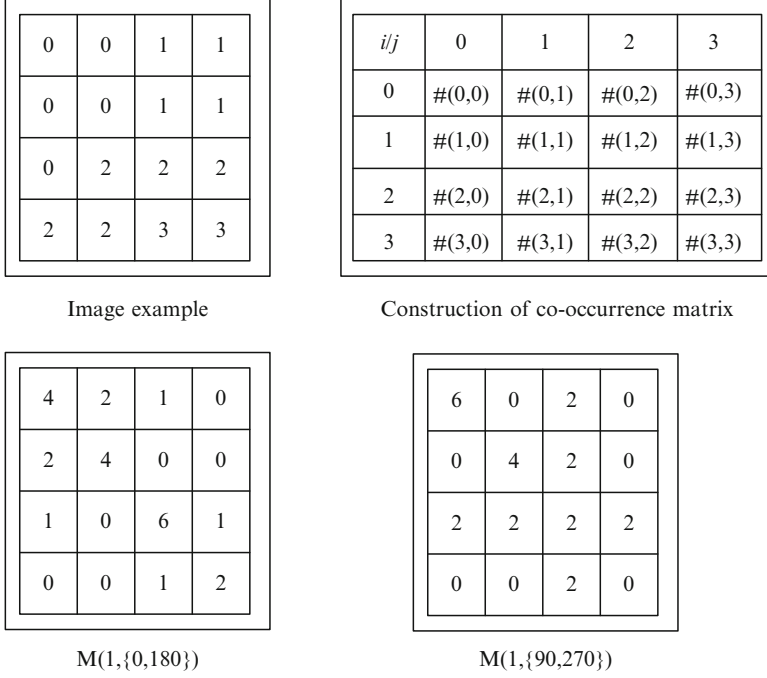 0 0 1 1
0 0 1 1
0 2 2 2
2 2 3 3
Image example
i/j 0 1 2 3
0 #(0,0) #(0,1) #(0,2) #(0,3)
1 #(1,0) #(1,1) #(1,2) #(1,3)
2 #(2,0) #(2,1) #(2,2) #(2,3)
3 #(3,0) #(3,1) #(3,2) #(3,3)
Construction of co-occurrence matrix
4 2 1 0
2 4 0 0
1 0 6 1
0 0 1 2
M(1,{0,180})
6 0 2 0
0 4 2 0
2 2 2 2
0 0 2 0
M(1,{90,270})